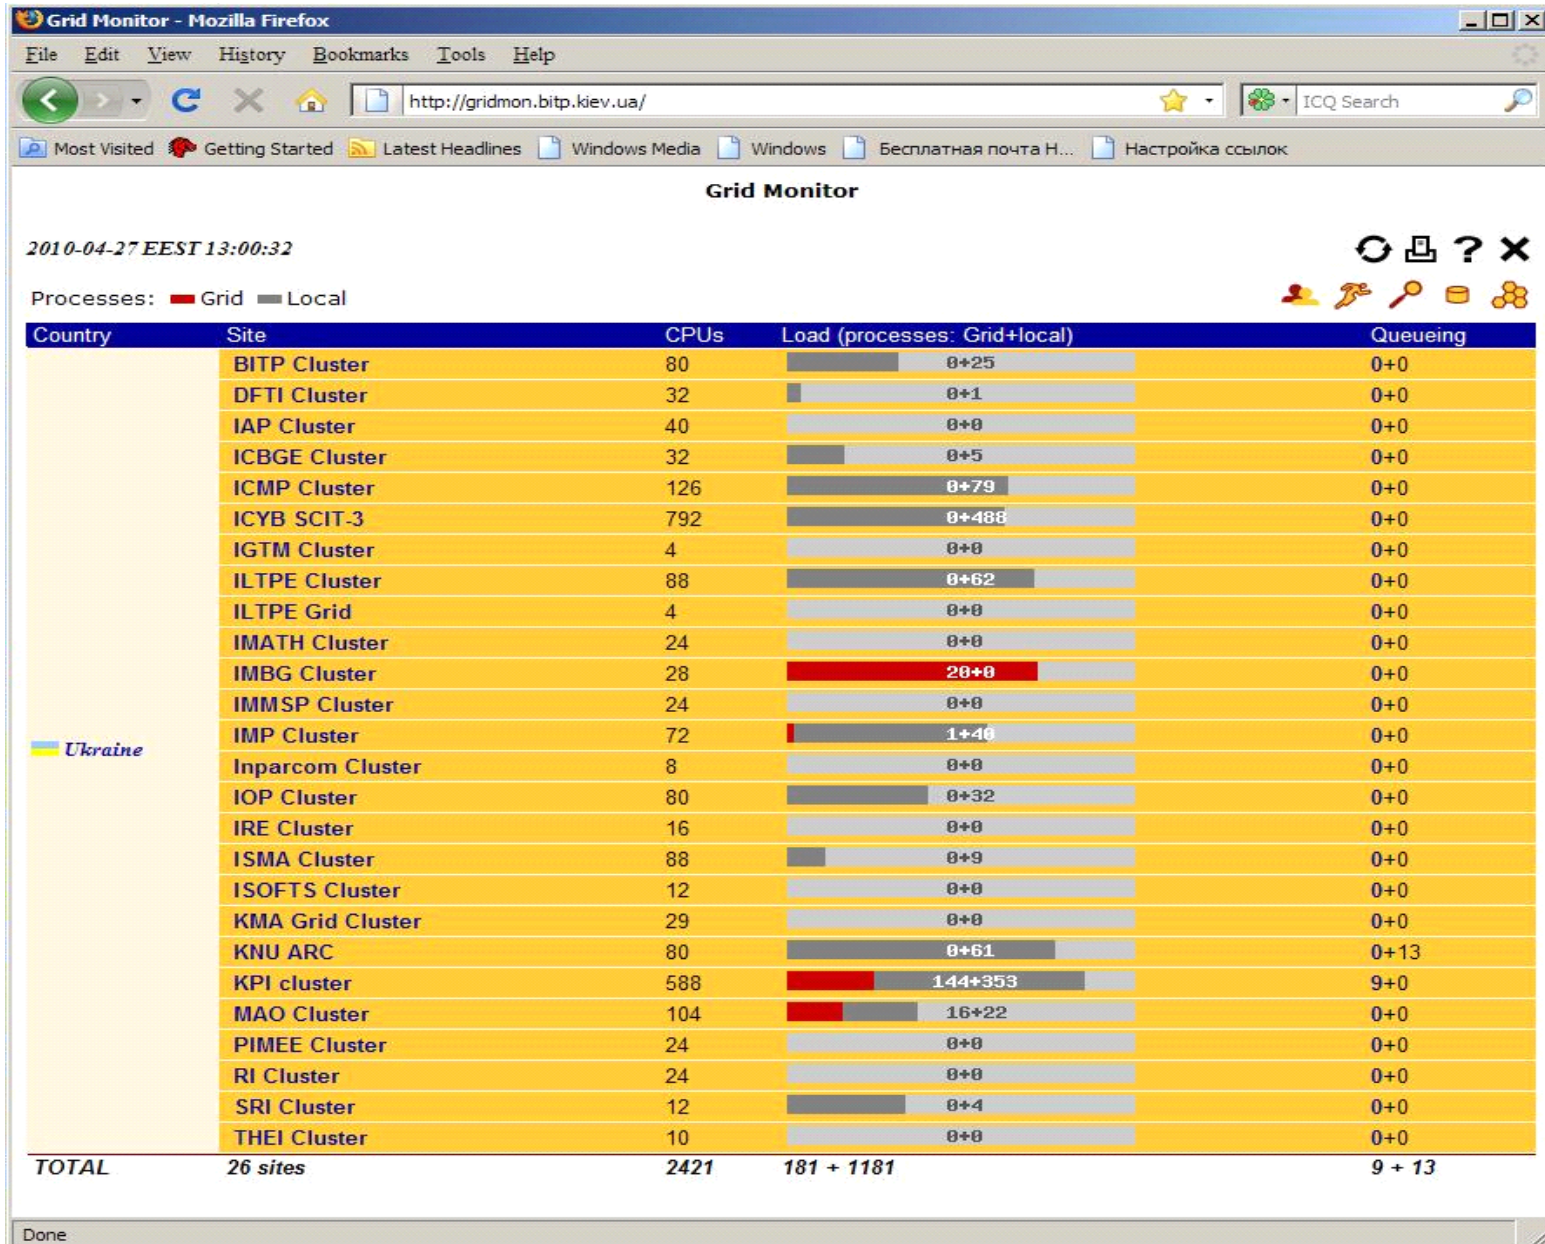 Grid Monitor - Mozilla Firefox
File Edit View History Bookmarks Tools Help
http://gridmon.bitp.kiev.ua/ ICQ Search
Most Visited Getting Started Latest Headlines Windows Media Windows Бесплатная почта Н... Настройка ссылок
Grid Monitor
2010-04-27 EEST 13:00:32
Processes: Grid Local
Country Site CPUs Load (processes: Grid+local) Queueing
BITP Cluster 80 0+25 0+0
DFTI Cluster 32 0+1 0+0
IAP Cluster 40 0+0 0+0
ICBGE Cluster 32 0+5 0+0
ICMP Cluster 126 0+79 0+0
ICYB SCIT-3 792 0+488 0+0
IGTM Cluster 4 0+0 0+0
ILTPE Cluster 88 0+62 0+0
ILTPE Grid 4 0+0 0+0
IMATH Cluster 24 0+0 0+0
IMBG Cluster 28 20+0 0+0
IMMSP Cluster 24 0+0 0+0
IMP Cluster 72 1+40 0+0
Ukraine
Inparcom Cluster 8 0+0 0+0
IOP Cluster 80 0+32 0+0
IRE Cluster 16 0+0 0+0
ISMA Cluster 88 0+9 0+0
ISOFTS Cluster 12 0+0 0+0
KMA Grid Cluster 29 0+0 0+0
KNU ARC 80 0+61 0+13
KPI cluster 588 144+353 9+0
MAO Cluster 104 16+22 0+0
PIMEE Cluster 24 0+0 0+0
RI Cluster 24 0+0 0+0
SRI Cluster 12 0+4 0+0
THEI Cluster 10 0+0 0+0
TOTAL 26 sites 2421 181 + 1181 9 + 13
Done